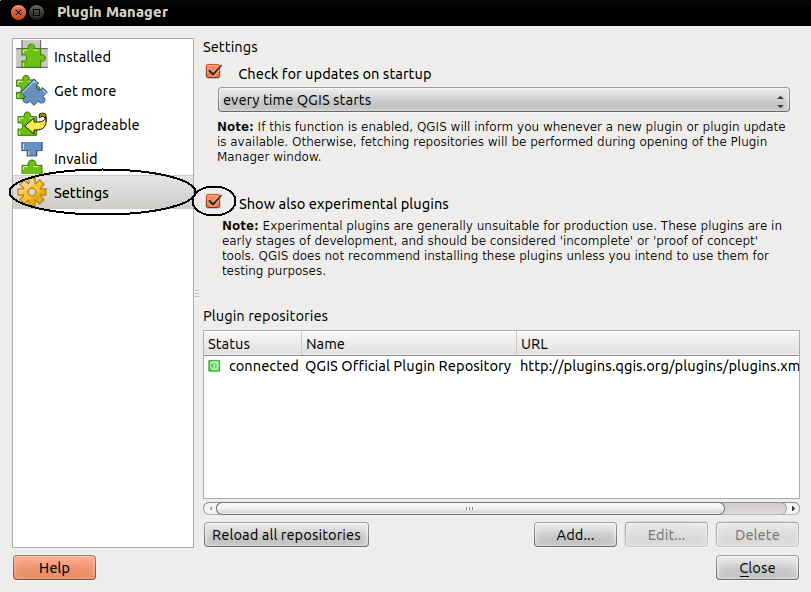 Plugin Manager
Installed
Get more
Upgradeable
Invalid
Settings
Settings
Check for updates on startup
every time QGIS starts
Note: If this function is enabled, QGIS will inform you whenever a new plugin or plugin update
is available. Otherwise, fetching repositories will be performed during opening of the Plugin
Manager window.
Show also experimental plugins
Note: Experimental plugins are generally unsuitable for production use. These plugins are in
early stages of development, and should be considered 'incomplete' or 'proof of concept'
tools. QGIS does not recommend installing these plugins unless you intend to use them for
testing purposes.
Plugin repositories
Status Name URL
connected QGIS Official Plugin Repository http://plugins.qgis.org/plugins/plugins.xm
Reload all repositories Add... Edit... Delete
Help Close